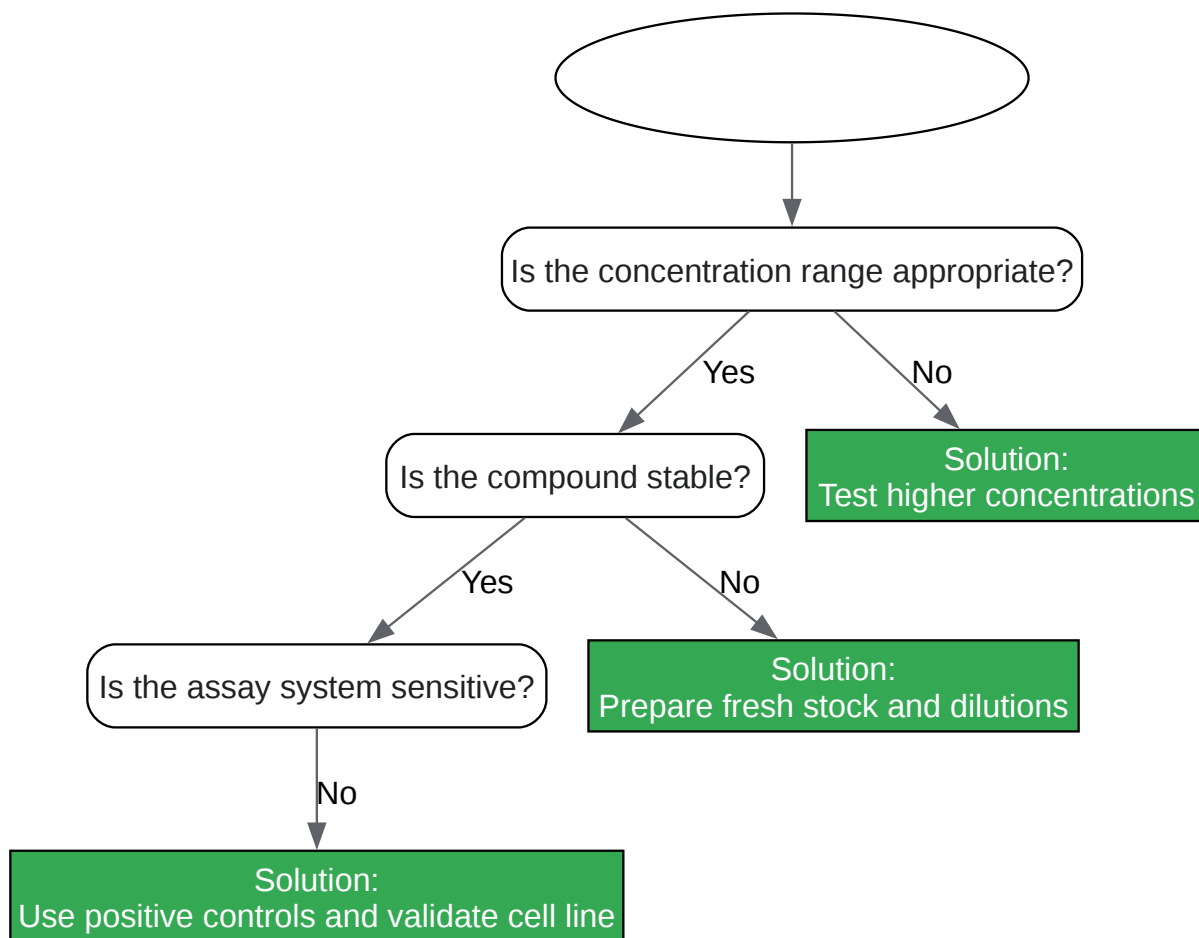 Is the concentration range appropriate?
Yes
No
Is the compound stable?
Solution:
Test higher concentrations
Yes
No
Is the assay system sensitive?
Solution:
Prepare fresh stock and dilutions
No
Solution:
Use positive controls and validate cell line